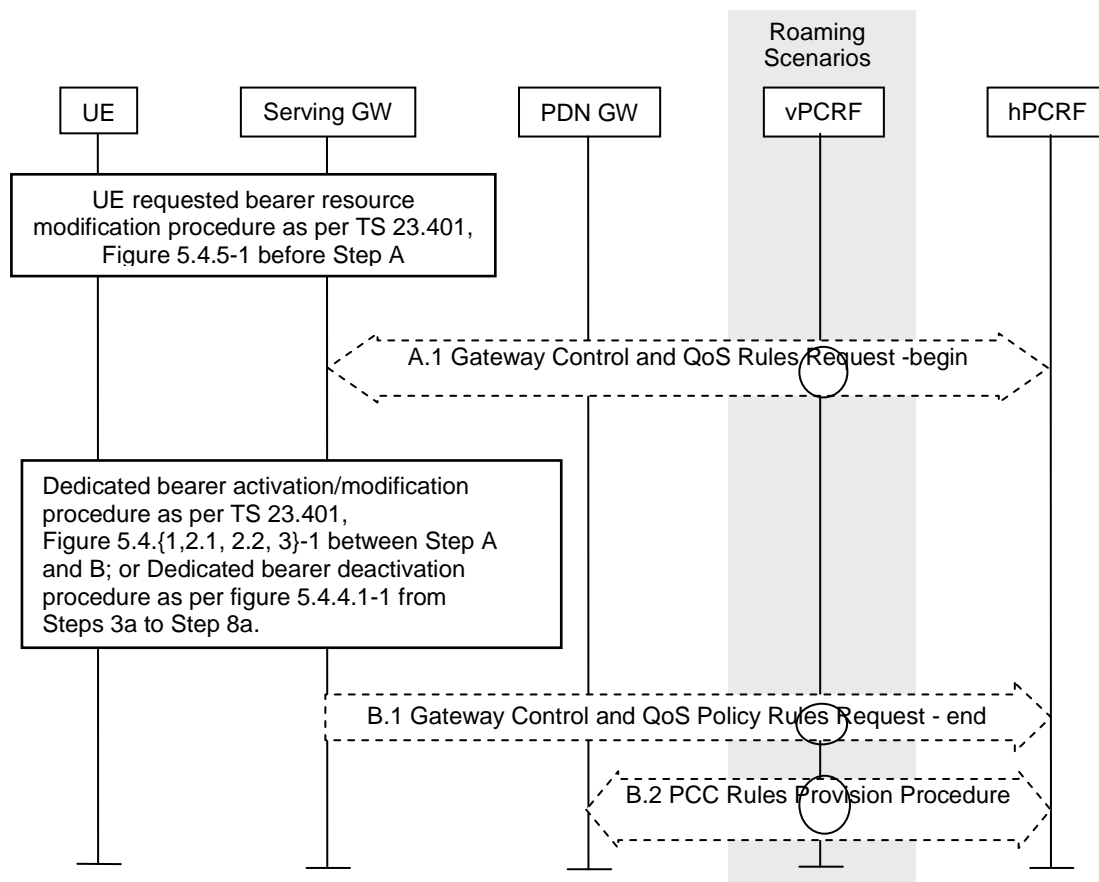 Roaming
Scenarios
UE
Serving GW
PDN GW
vPCRF
hPCRF
UE requested bearer resource
modification procedure as per TS 23.401,
Figure 5.4.5-1 before Step A
A.1 Gateway Control and QoS Rules Request -begin
Dedicated bearer activation/modification
procedure as per TS 23.401,
Figure 5.4.{1,2.1, 2.2, 3}-1 between Step A
and B; or Dedicated bearer deactivation
procedure as per figure 5.4.4.1-1 from
Steps 3a to Step 8a.
B.1 Gateway Control and QoS Policy Rules Request - end
B.2 PCC Rules Provision Procedure